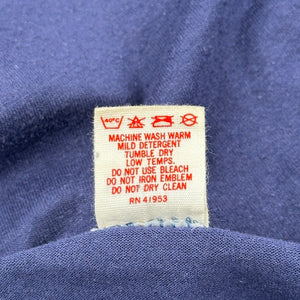 40°C
MACHINE WASH WARM
MILD DETERGENT
TUMBLE DRY
LOW TEMPS.
DO NOT USE BLEACH
DO NOT IRON EMBLEM
DO NOT DRY CLEAN
RN 41953